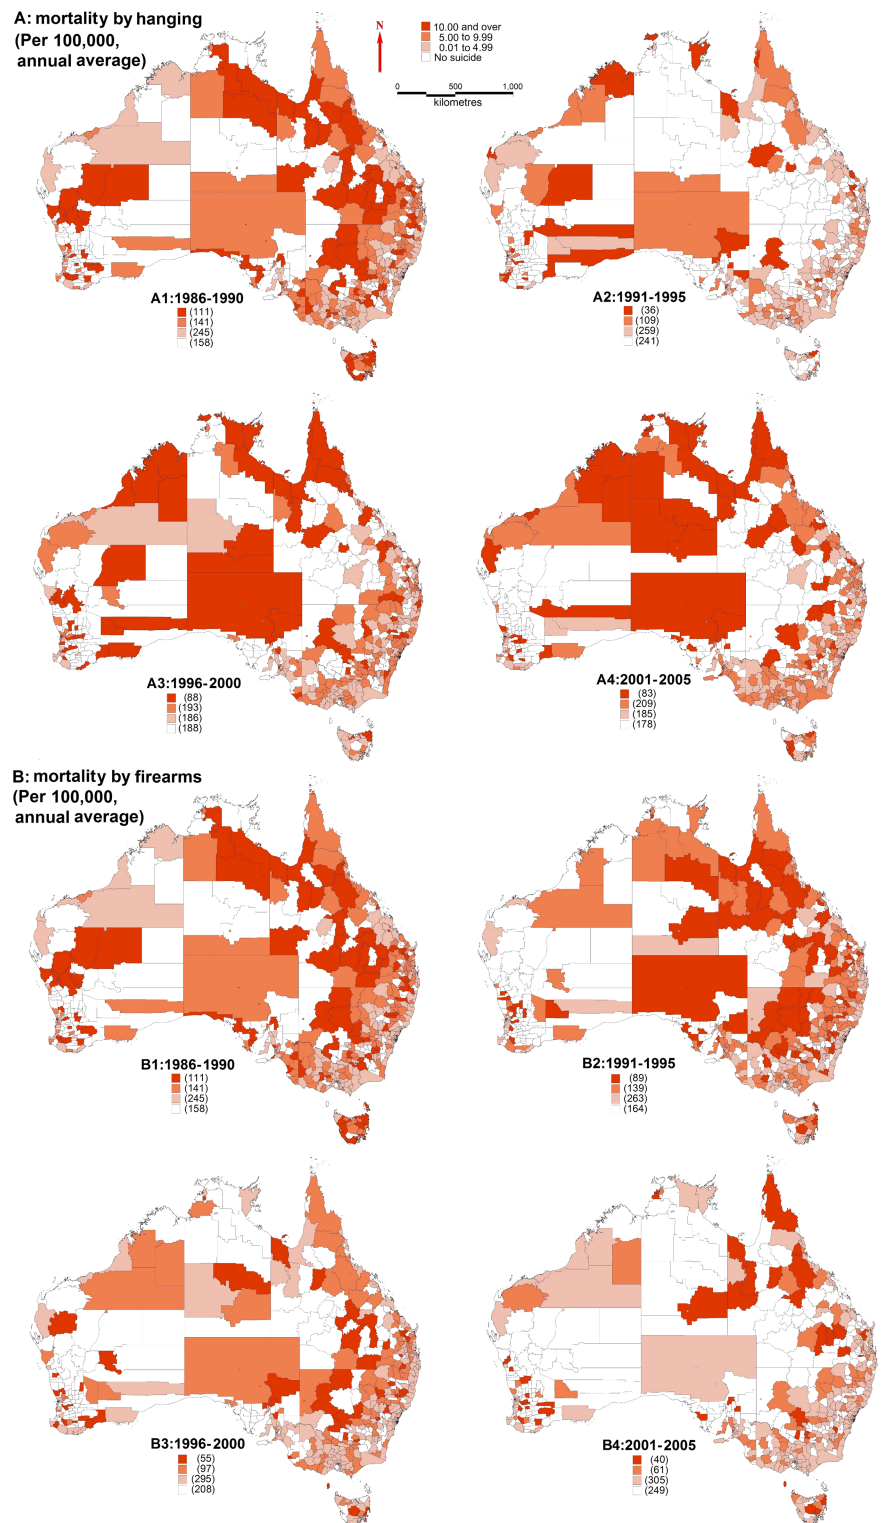 A: mortality by hanging
(Per 100,000,
annual average)
N
10.00 and over
5.00 to 9.99
0.01 to 4.99
No suicide
0 500 1,000
kilometres
A1:1986-1990
(111)
(141)
(245)
(158)
A2:1991-1995
(36)
(109)
(259)
(241)
A3:1996-2000
(88)
(193)
(186)
(188)
A4:2001-2005
(83)
(209)
(185)
(178)
B: mortality by firearms
(Per 100,000,
annual average)
B1:1986-1990
(111)
(141)
(245)
(158)
B2:1991-1995
(89)
(139)
(263)
(164)
B3:1996-2000
(55)
(97)
(295)
(208)
B4:2001-2005
(40)
(61)
(305)
(249)